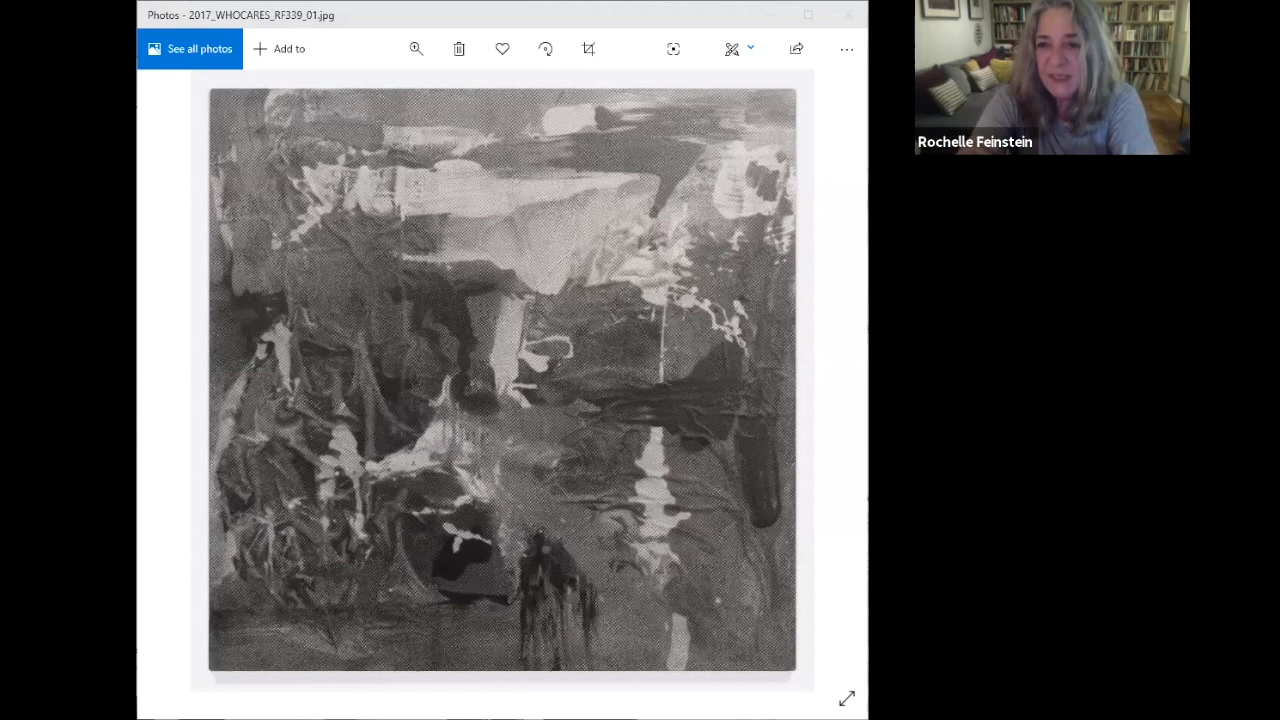 Photos - 2017_WHOCARES_RF339_01.jpg
See all photos
Add to
Rochelle Feinstein